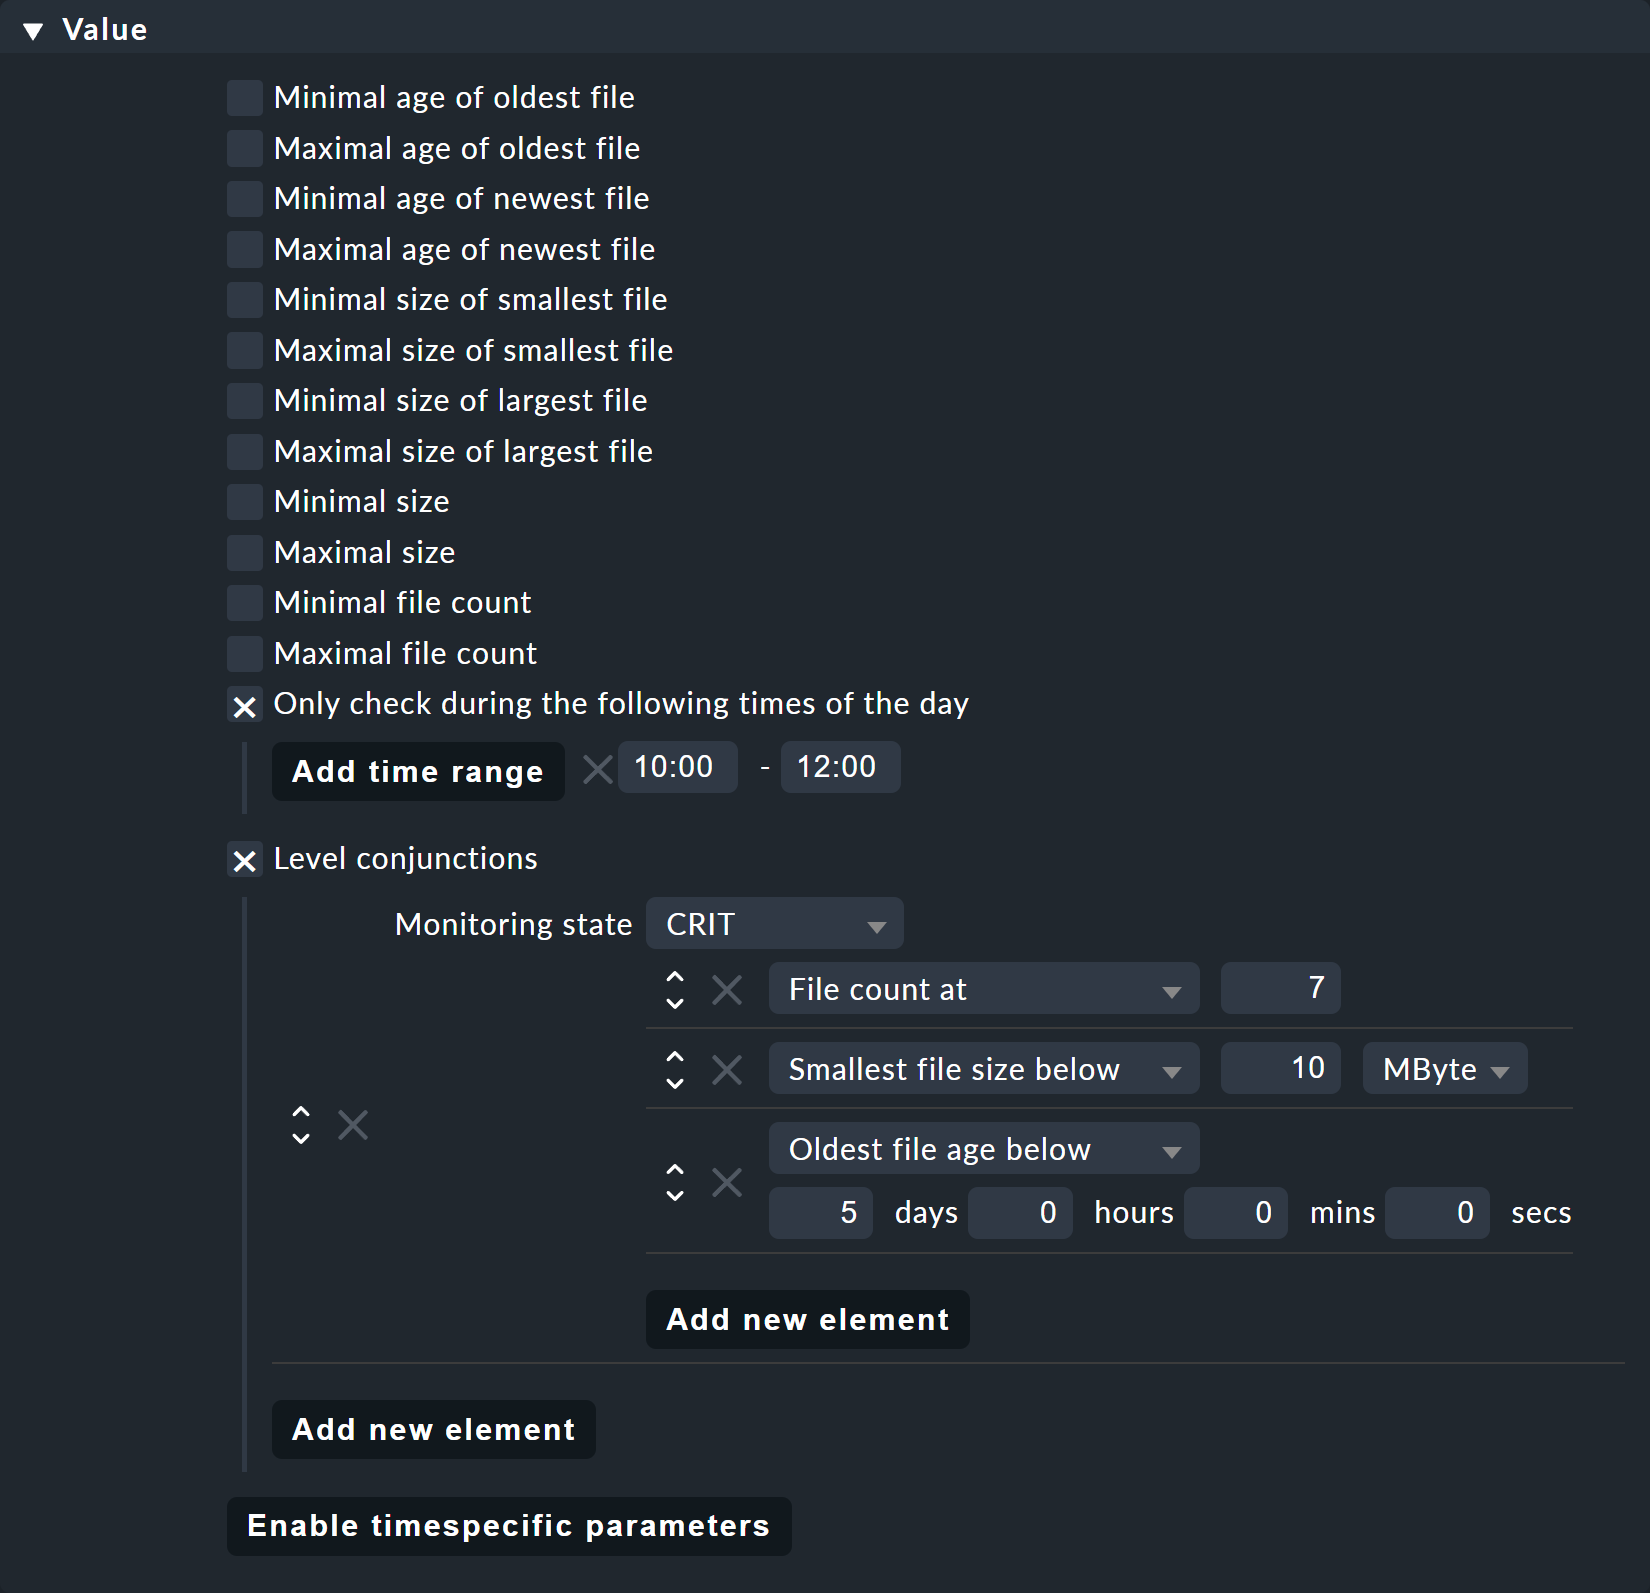 Value
Minimal age of oldest file
Maximal age of oldest file
Minimal age of newest file
Maximal age of newest file
Minimal size of smallest file
Maximal size of smallest file
Minimal size of largest file
Maximal size of largest file
Minimal size
Maximal size
Minimal file count
Maximal file count
Only check during the following times of the day
Add time range 10:00 - 12:00
Level conjunctions
Monitoring state CRIT
File count at 7
Smallest file size below 10 MByte
Oldest file age below
5 days 0 hours 0 mins 0 secs
Add new element
Add new element
Enable timespecific parameters